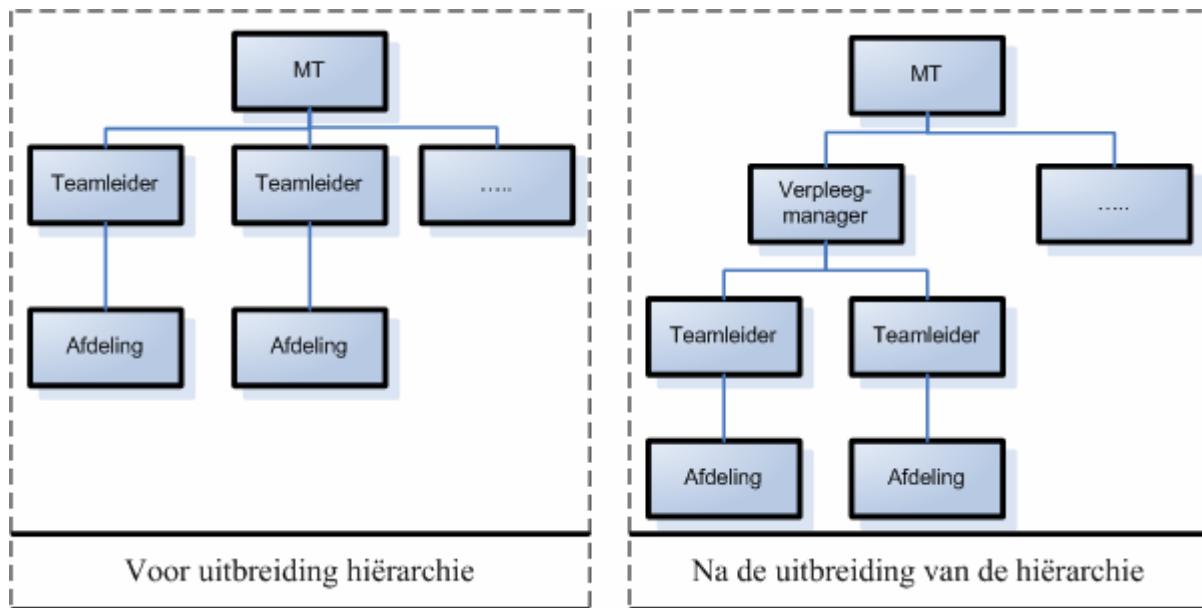 MT
Teamleider
Teamleider
.....
Afdeling
Afdeling
Voor uitbreiding hiërarchie
MT
Verpleeg-
manager
.....
Teamleider
Teamleider
Afdeling
Afdeling
Na de uitbreiding van de hiërarchie